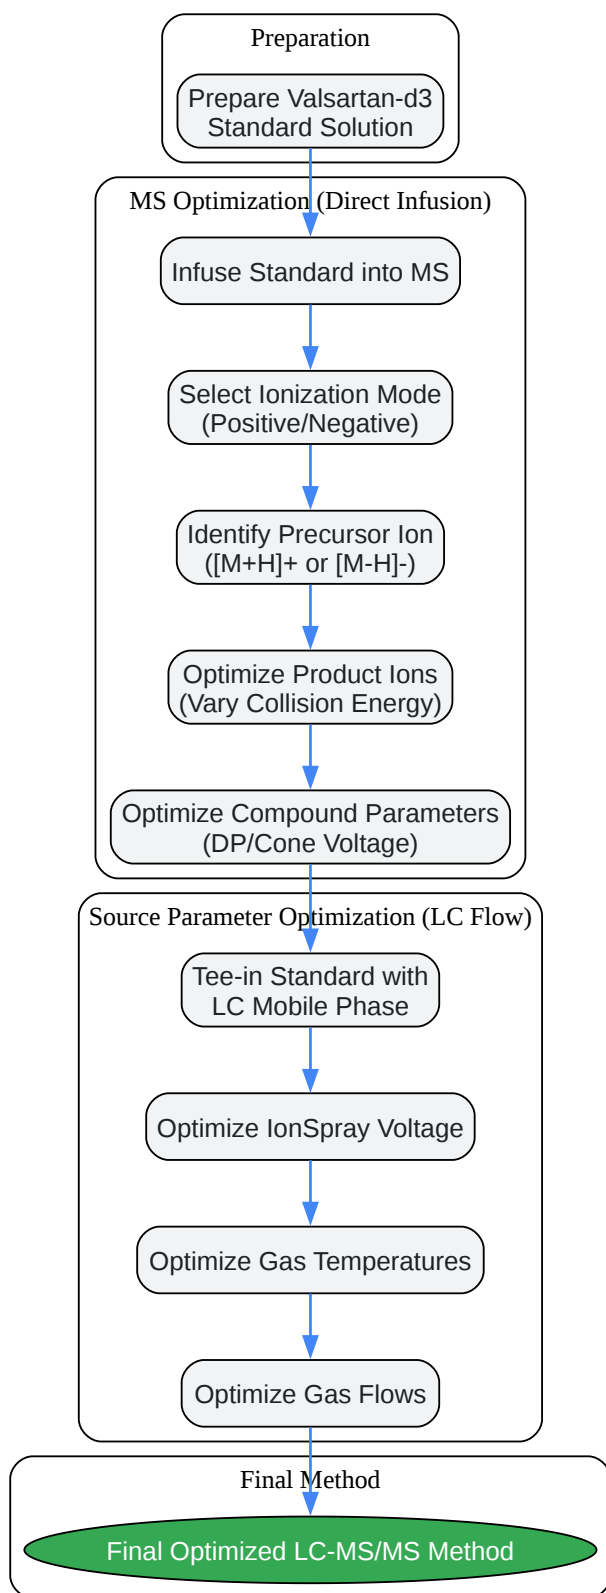 Preparation
Prepare Valsartan-d3
Standard Solution
MS Optimization (Direct Infusion)
Infuse Standard into MS
Select Ionization Mode
(Positive/Negative)
Identify Precursor Ion
([M+H]+ or [M-H]-)
Optimize Product Ions
(Vary Collision Energy)
Optimize Compound Parameters
(DP/Cone Voltage)
Source Parameter Optimization (LC Flow)
Tee-in Standard with
LC Mobile Phase
Optimize IonSpray Voltage
Optimize Gas Temperatures
Optimize Gas Flows
Final Method
Final Optimized LC-MS/MS Method